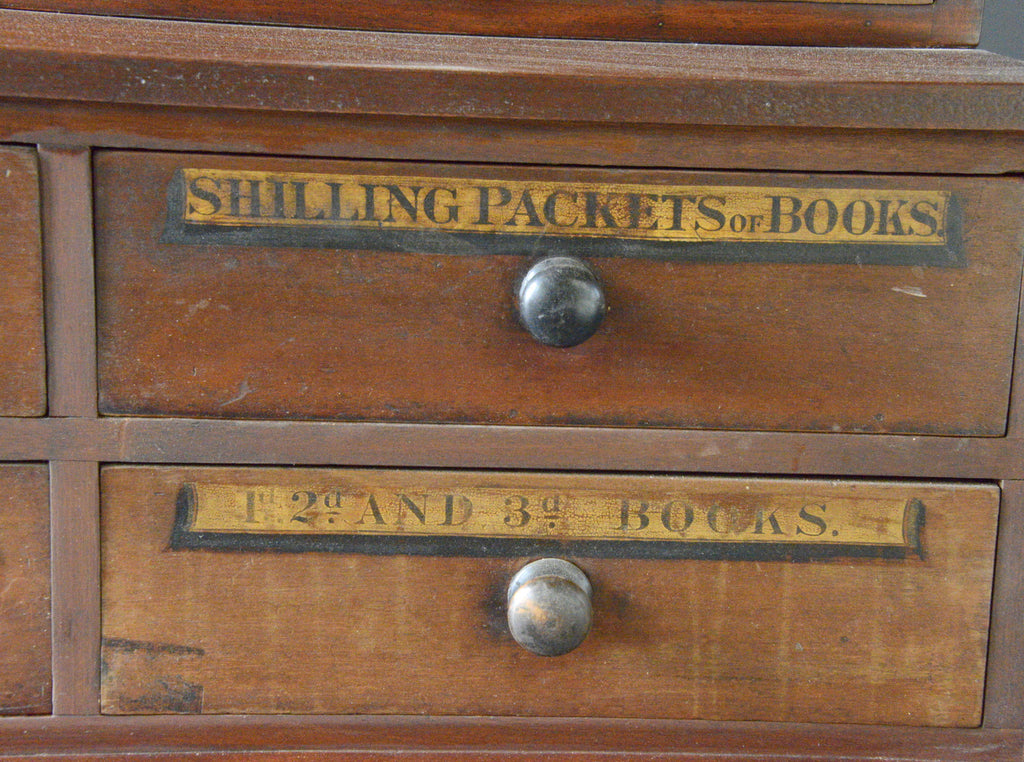 SHILLING PACKETS OF BOOKS.
1d. 2d. AND 3d. BOOKS.